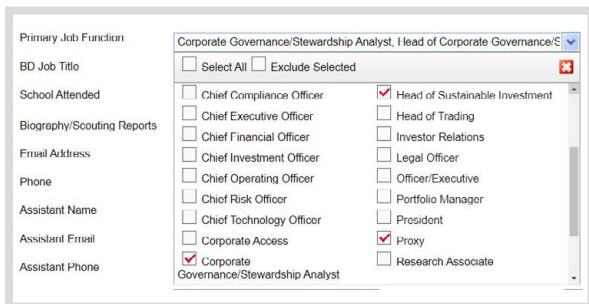 Primary Job Function
Corporate Governance/Stewardship Analyst, Head of Corporate Governance/S
BD Job Title
Select All Exclude Selected
School Attended
Chief Compliance Officer Head of Sustainable Investment
Biography/Scouting Reports
Chief Executive Officer Head of Trading
Chief Financial Officer Investor Relations
Email Address
Chief Investment Officer Legal Officer
Phone
Chief Operating Officer Officer/Executive
Chief Risk Officer Portfolio Manager
Assistant Name
Chief Technology Officer President
Assistant Email
Corporate Access Proxy
Assistant Phone
Corporate Research Associate
Governance/Stewardship Analyst